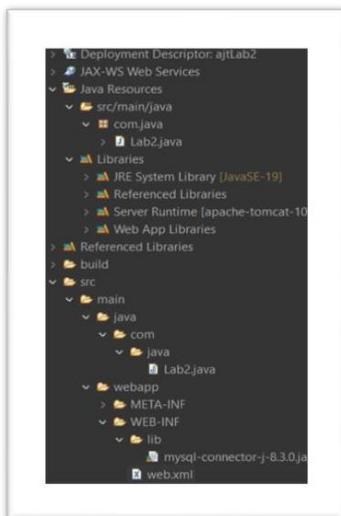 Deployment Descriptor: ajtLab2
JAX-WS Web Services
Java Resources
src/main/java
com.java
Lab2.java
Libraries
JRE System Library [JavaSE-19]
Referenced Libraries
Server Runtime [apache-tomcat-10
Web App Libraries
Referenced Libraries
build
src
main
java
com
java
Lab2.java
webapp
META-INF
WEB-INF
lib
mysql-connector-j-8.3.0.ja
web.xml